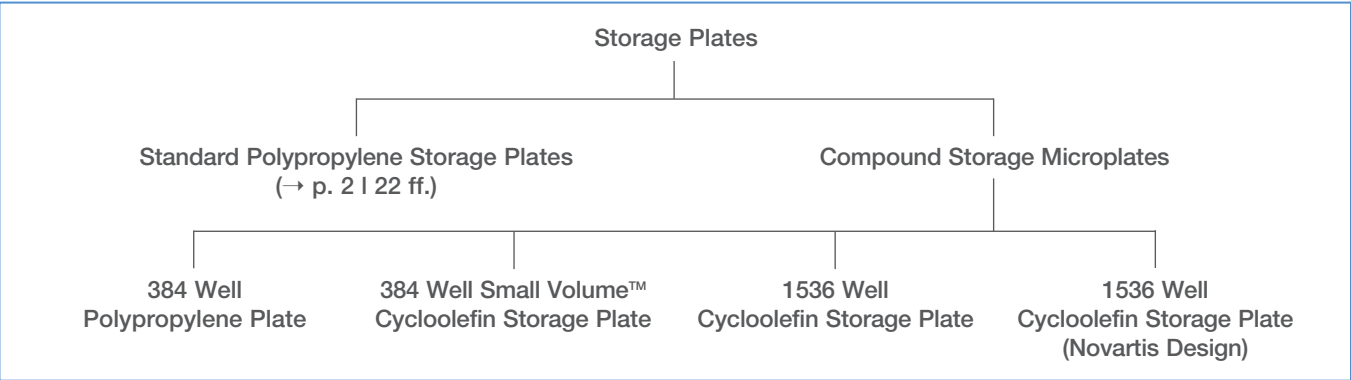 Storage Plates
Standard Polypropylene Storage Plates
(→ p. 2 I 22 ff.)
Compound Storage Microplates
384 Well
Polypropylene Plate
384 Well Small Volume™
Cycloolefin Storage Plate
1536 Well
Cycloolefin Storage Plate
1536 Well
Cycloolefin Storage Plate
(Novartis Design)